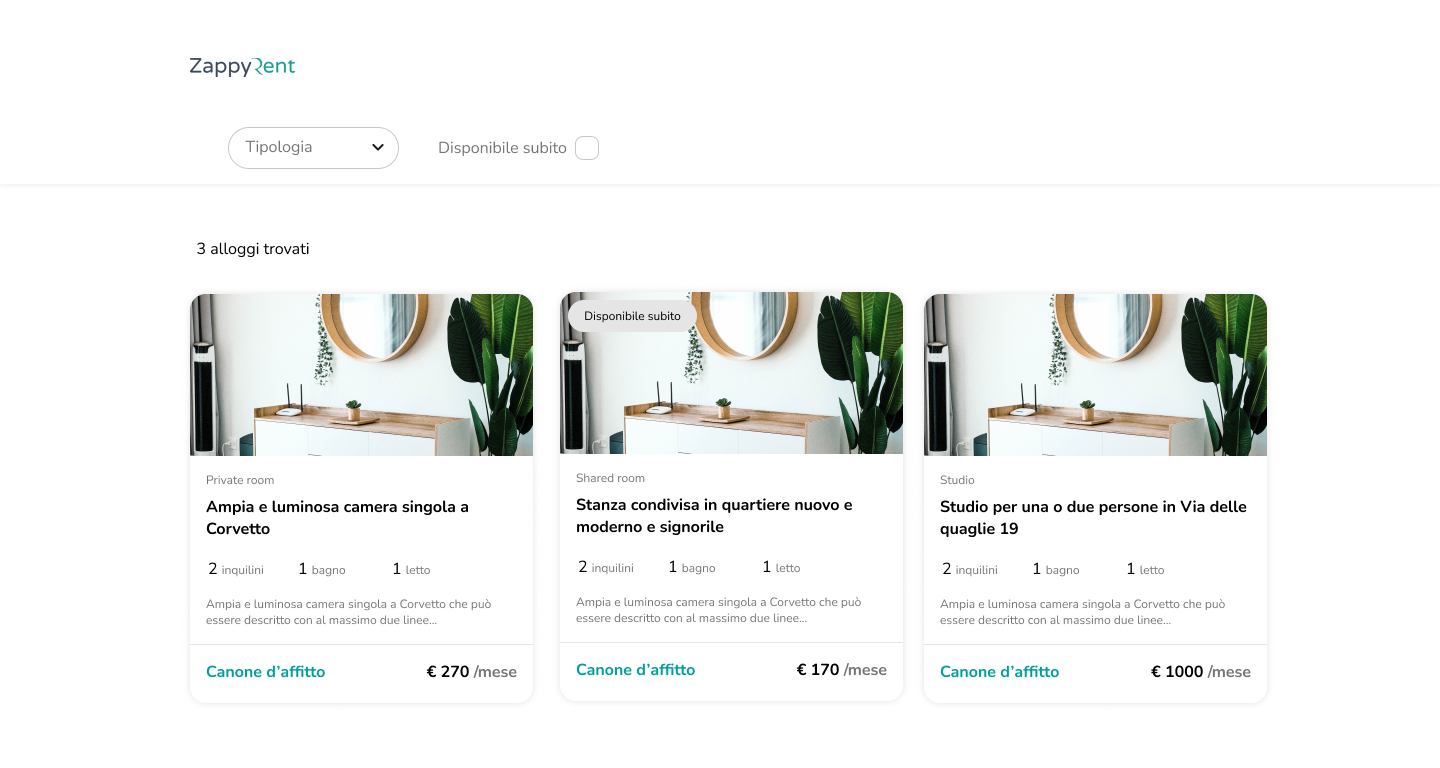 ZappyRent
Tipologia
Disponibile subito
3 alloggi trovati
Private room
Ampia e luminosa camera singola a
Corvetto
2 inquilini 1 bagno 1 letto
Ampia e luminosa camera singola a Corvetto che può
essere descritto con al massimo due linee...
Canone d’affitto € 270 /mese
Disponibile subito
Shared room
Stanza condivisa in quartiere nuovo e
moderno e signorile
2 inquilini 1 bagno 1 letto
Ampia e luminosa camera singola a Corvetto che può
essere descritto con al massimo due linee...
Canone d’affitto € 170 /mese
Studio
Studio per una o due persone in Via delle
quaglie 19
2 inquilini 1 bagno 1 letto
Ampia e luminosa camera singola a Corvetto che può
essere descritto con al massimo due linee...
Canone d’affitto € 1000 /mese